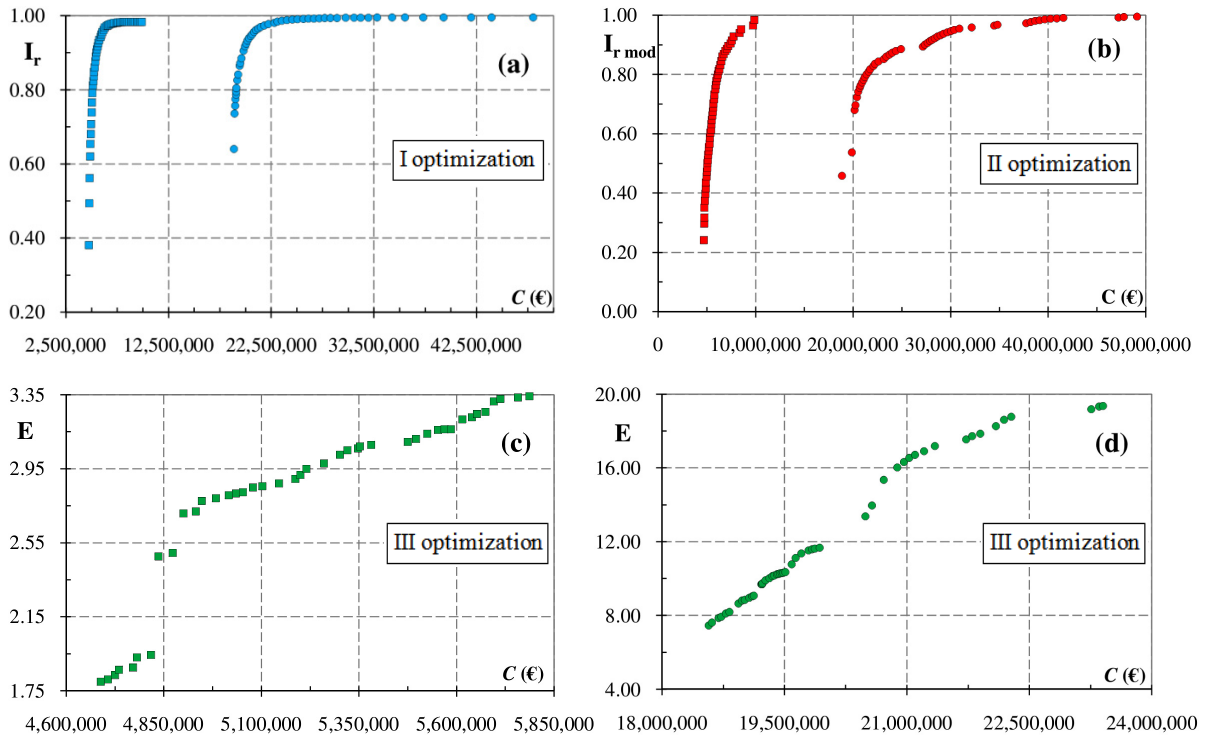 1.00
I_r
0.80
0.60
0.40
0.20
(a)
I optimization
C (€)
2,500,000 12,500,000 22,500,000 32,500,000 42,500,000
1.00
I_r mod
0.80
0.60
0.40
0.20
0.00
(b)
II optimization
C (€)
0 10,000,000 20,000,000 30,000,000 40,000,000 50,000,000
3.35
E
2.95
2.55
2.15
1.75
(c)
III optimization
C (€)
4,600,000 4,850,000 5,100,000 5,350,000 5,600,000 5,850,000
20.00
E
16.00
12.00
8.00
4.00
(d)
III optimization
C (€)
18,0000,000 19,500,000 21,000,000 22,500,000 24,000,000